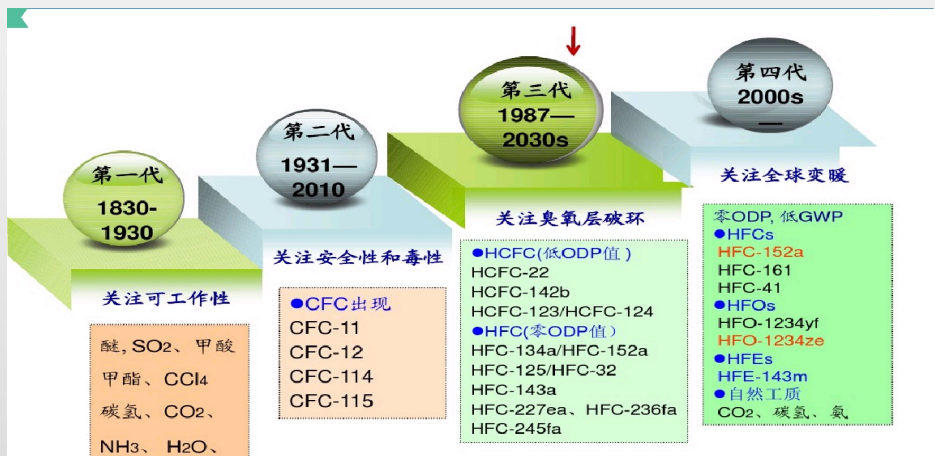 第一代
1830-
1930
关注可工作性
醚, SO2、甲酸
甲酯、CCl4
碳氢、CO2、
NH3、H2O、
第二代
1931—
2010
关注安全性和毒性
●CFC出现
CFC-11
CFC-12
CFC-114
CFC-115
第三代
1987—
2030s
关注臭氧层破环
●HCFC(低ODP值)
HCFC-22
HCFC-142b
HCFC-123/HCFC-124
●HFC(零ODP值)
HFC-134a/HFC-152a
HFC-125/HFC-32
HFC-143a
HFC-227ea、HFC-236fa
HFC-245fa
第四代
2000s
—
关注全球变暖
零ODP, 低GWP
●HFCs
HFC-152a
HFC-161
HFC-41
●HFOs
HFO-1234yf
HFO-1234ze
●HFEs
HFE-143m
●自然工质
CO2、碳氢、氨